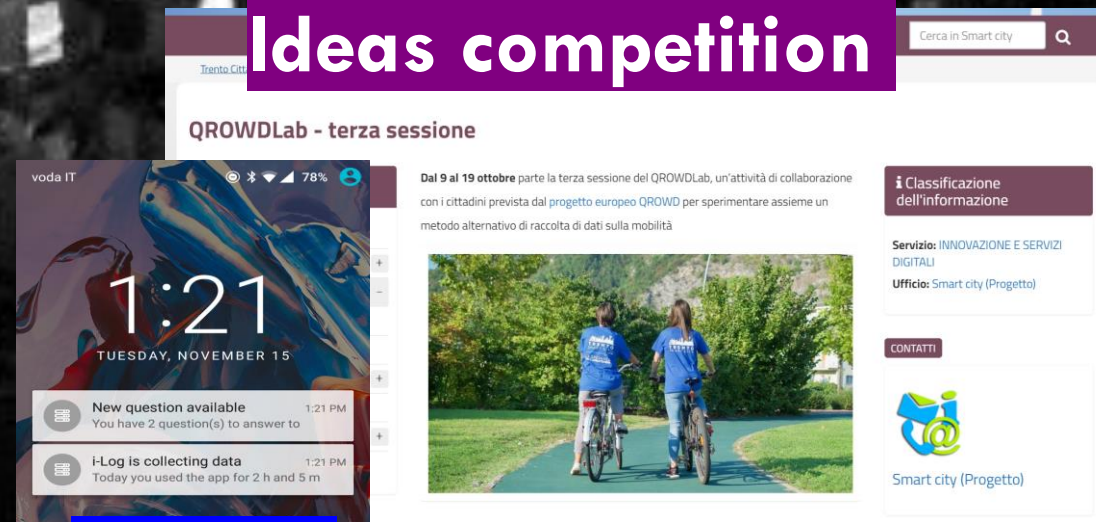 Ideas competition
Cerca in Smart city
Trento Citt
QROWDLab - terza sessione
Dal 9 al 19 ottobre parte la terza sessione del QROWDLab, un'attività di collaborazione
con i cittadini prevista dal progetto europeo QROWD per sperimentare assieme un
metodo alternativo di raccolta di dati sulla mobilità
i Classificazione
dell'informazione
Servizio: INNOVAZIONE E SERVIZI
DIGITALI
Ufficio: Smart city (Progetto)
CONTATTI
Smart city (Progetto)
voda IT
78%
1:21
TUESDAY, NOVEMBER 15
New question available 1:21 PM
You have 2 question(s) to answer to
i-Log is collecting data 1:21 PM
Today you used the app for 2 h and 5 m